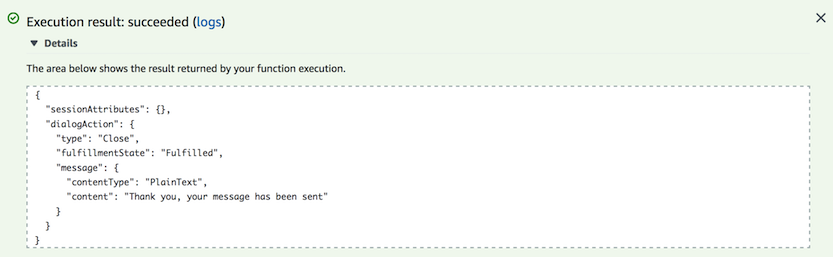 Execution result: succeeded (logs)
Details
The area below shows the result returned by your function execution.
{
  "sessionAttributes": {},
  "dialogAction": {
    "type": "Close",
    "fulfillmentState": "Fulfilled",
    "message": {
      "contentType": "PlainText",
      "content": "Thank you, your message has been sent"
    }
  }
}